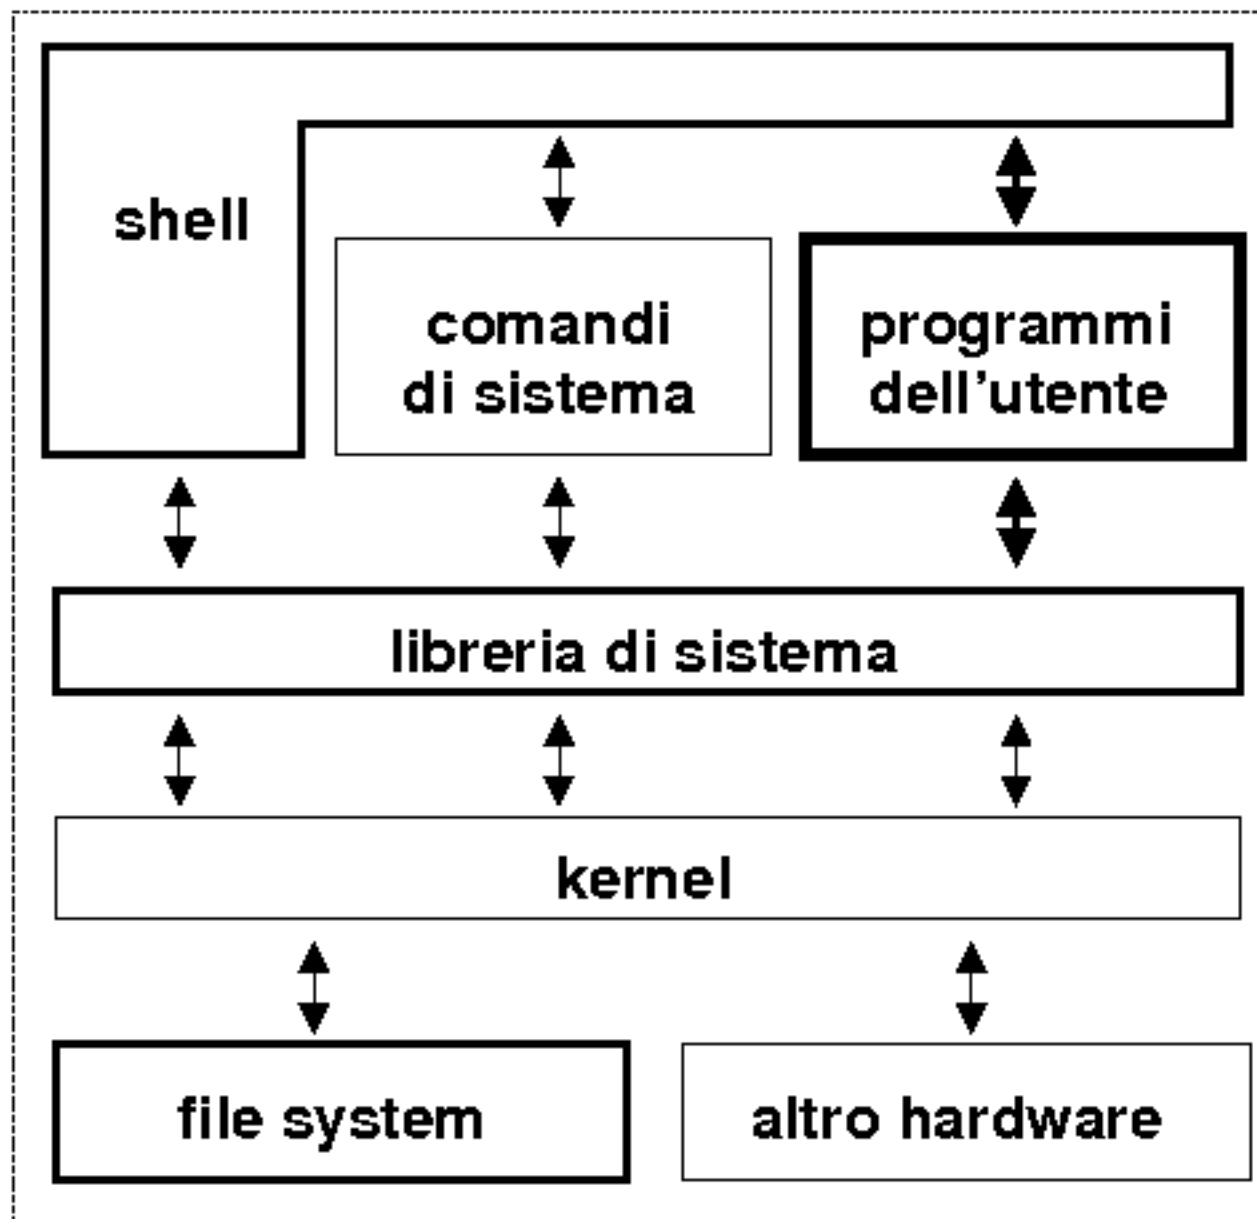 shell
comandi
di sistema
programmi
dell'utente
libreria di sistema
kernel
file system
altro hardware